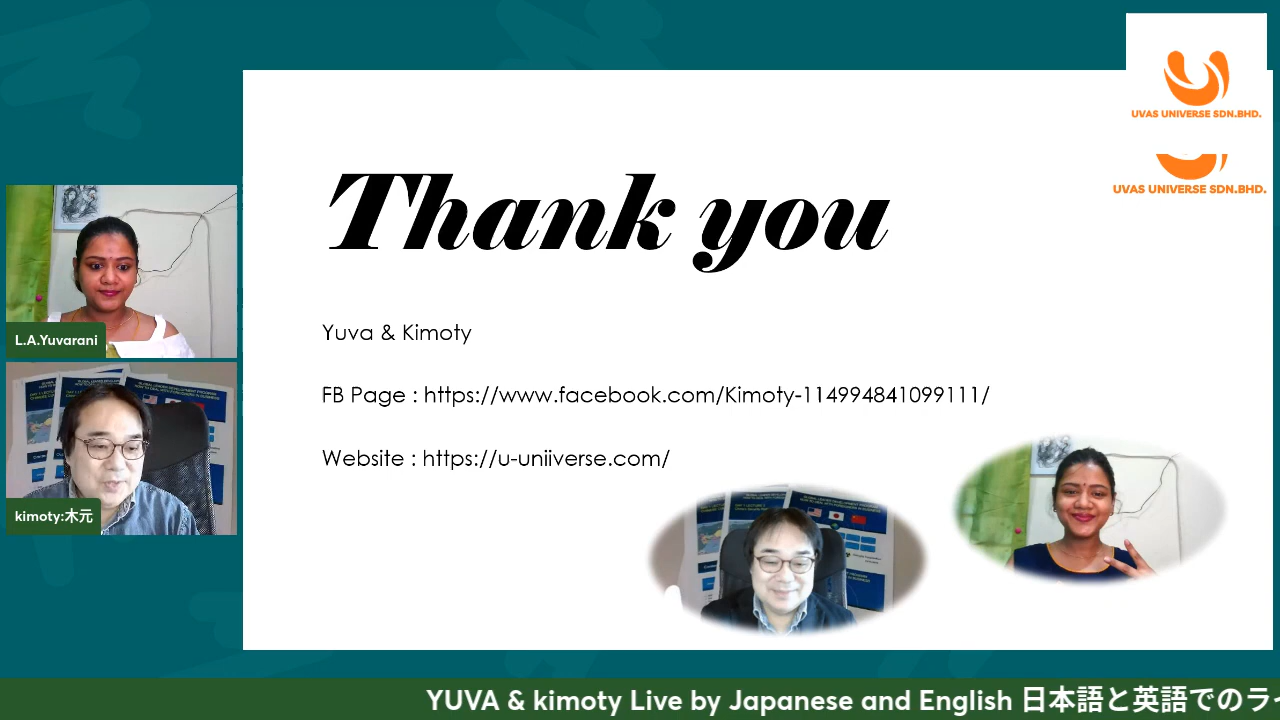 UVAS UNIVERSE SDN.BHD.
UVAS UNIVERSE SDN.BHD.
Thank you
Yuva & Kimoty
FB Page : https://www.facebook.com/Kimoty-114994841099111/
Website : https://u-uniiverse.com/
L.A.Yuvarani
kimoty:木元
YUVA & kimoty Live by Japanese and English 日本語と英語でのラ